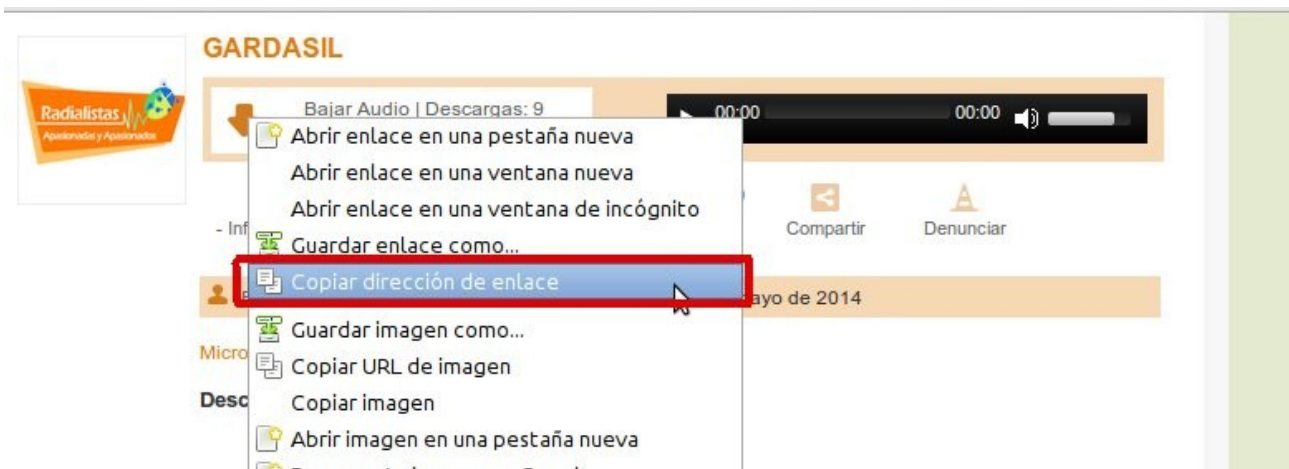 GARDASIL
Radialistas
Apasionadas y Apasionados
Bajar Audio | Descargas: 9
00:00
00:00
Abrir enlace en una pestaña nueva
Abrir enlace en una ventana nueva
Abrir enlace en una ventana de incógnito
- Inf
Compartir
Denunciar
Guardar enlace como...
Copiar dirección de enlace
ayo de 2014
Guardar imagen como...
Micro
Copiar URL de imagen
Desc
Copiar imagen
Abrir imagen en una pestaña nueva